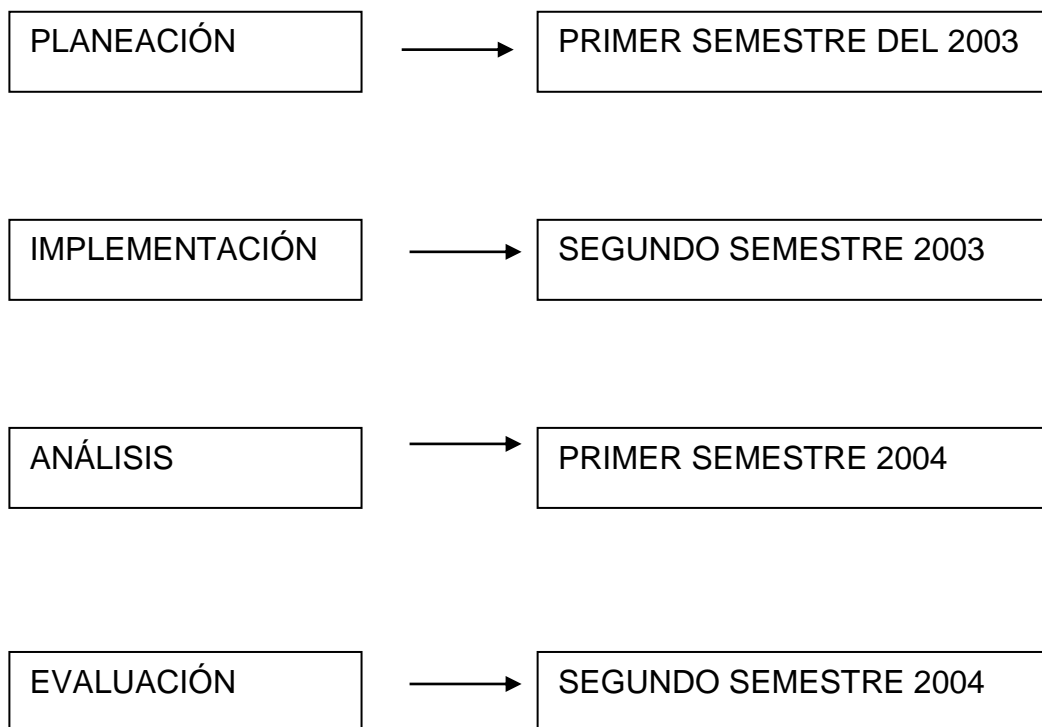 PLANEACIÓN
PRIMER SEMESTRE DEL 2003
IMPLEMENTACIÓN
SEGUNDO SEMESTRE 2003
ANÁLISIS
PRIMER SEMESTRE 2004
EVALUACIÓN
SEGUNDO SEMESTRE 2004